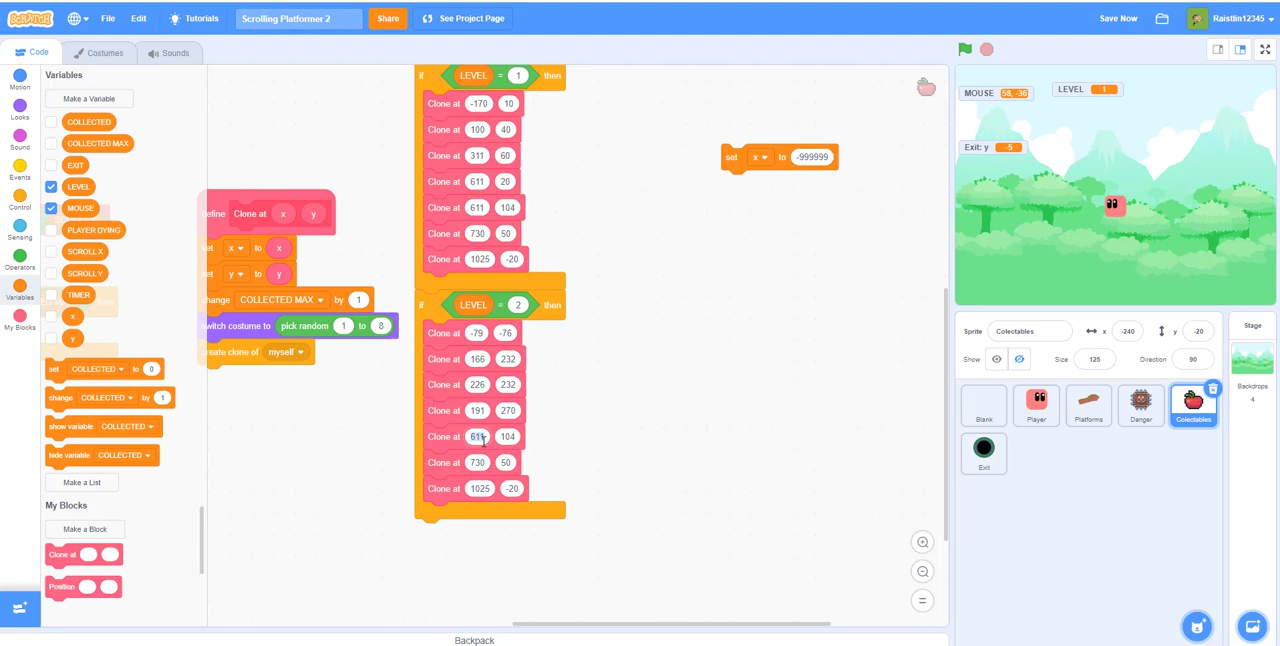 SCRATCH File Edit Tutorials Scrolling Platformer 2 Share See Project Page Save Now Raistlin12345
Code Costumes Sounds
Motion
Looks
Sound
Events
Control
Sensing
Operators
Variables
My Blocks
Variables
Make a Variable
COLLECTED
COLLECTED MAX
EXIT
LEVEL
MOUSE
PLAYER DYING
SCROLL X
SCROLL Y
TIMER
x
y
set COLLECTED to 0
change COLLECTED by 1
show variable COLLECTED
hide variable COLLECTED
Make a List
My Blocks
Make a Block
Clone at
Position
efine Clone at x y
et x to x
et y to y
hange COLLECTED MAX by 1
witch costume to pick random 1 to 8
reate clone of myself
if LEVEL = 1 then
Clone at -170 10
Clone at 100 40
Clone at 311 60
Clone at 611 20
Clone at 611 104
Clone at 730 50
Clone at 1025 -20
if LEVEL = 2 then
Clone at -79 -76
Clone at 166 232
Clone at 226 232
Clone at 191 270
Clone at 611 104
Clone at 730 50
Clone at 1025 -20
set x to -999999
Backpack
MOUSE 58,-36
LEVEL 1
Exit: y -5
Sprite Colectables x -240 y -20
Show Size 125 Direction 90
Blank
Player
Platforms
Danger
Colectables
Exit
Stage
Backdrops
4